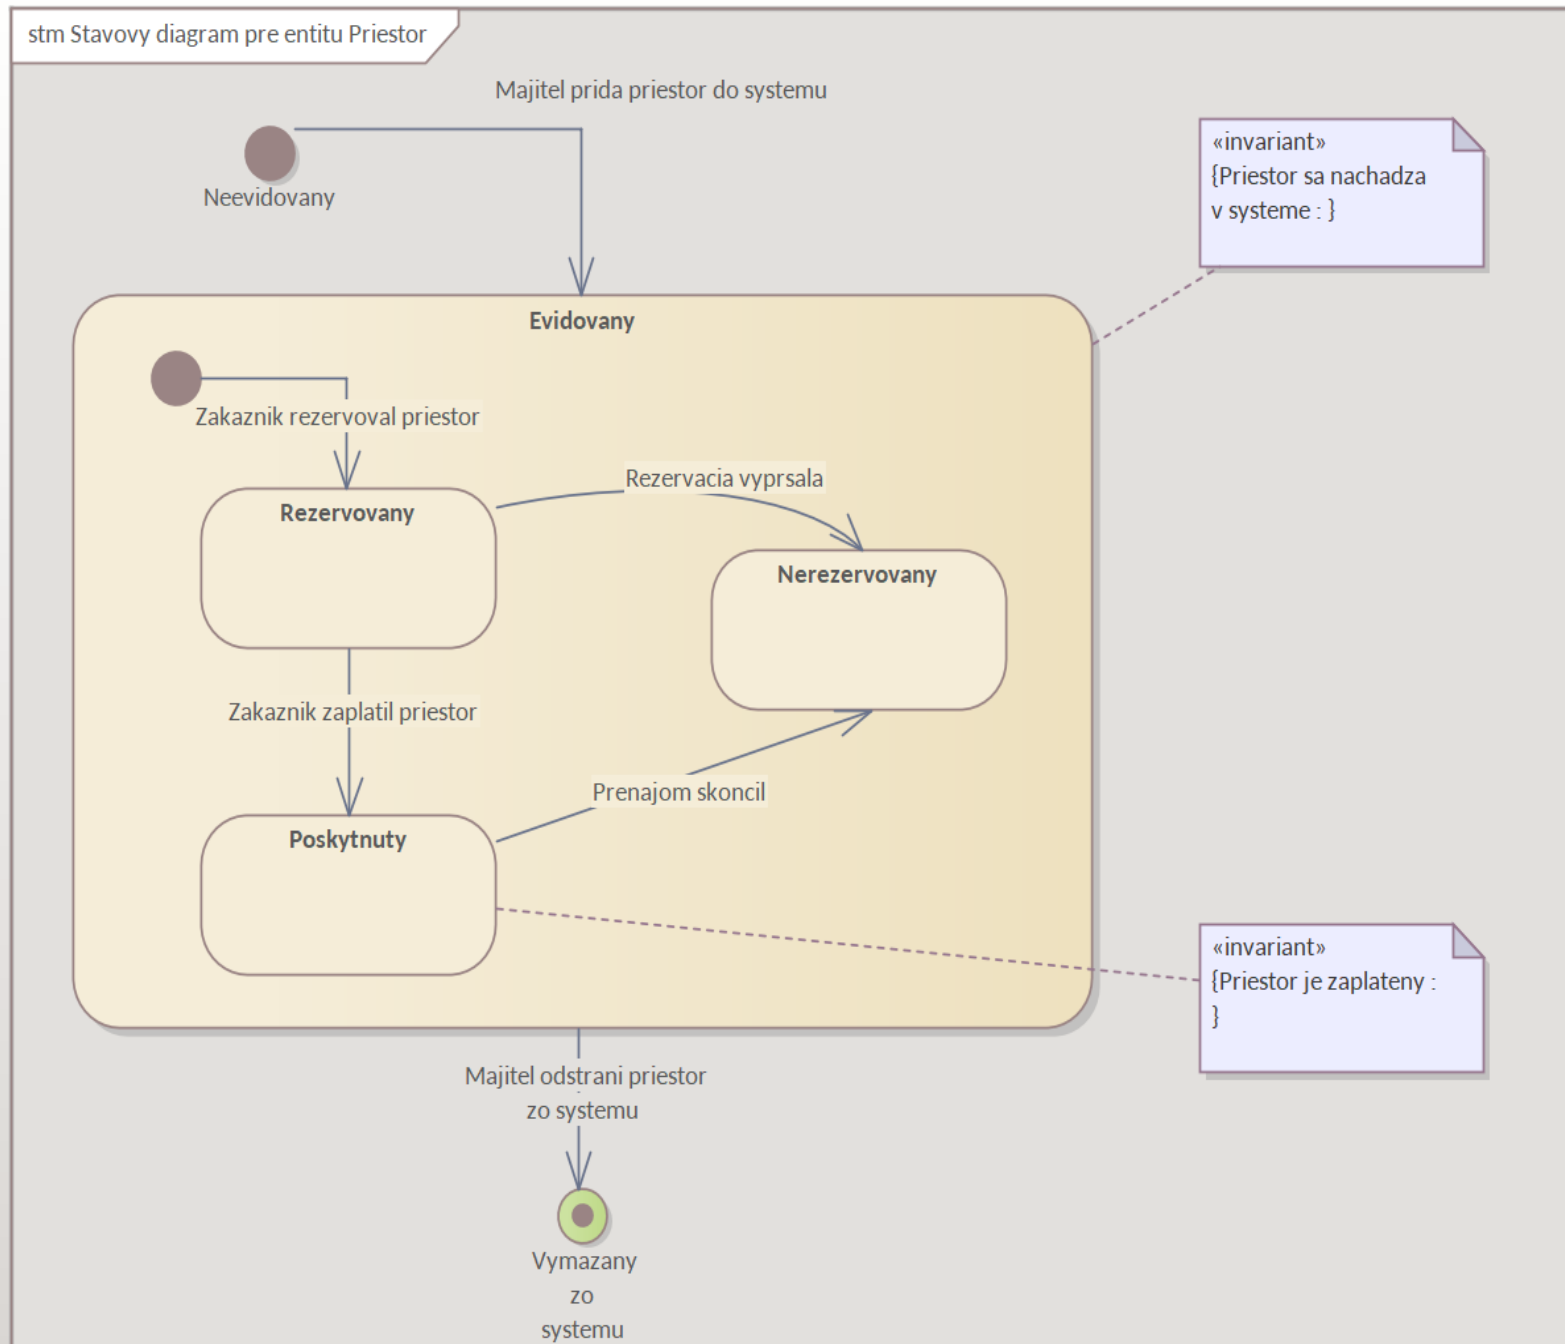 stm Stavovy diagram pre entitu Priestor
Majitel prida priestor do systemu
Neevidovany
«invariant»
{Priestor sa nachadza
v systeme : }
Evidovany
Zakaznik rezervoval priestor
Rezervacia vyprsala
Rezervovany
Nerezervovany
Zakaznik zaplatil priestor
Prenajom skoncil
Poskytnuty
«invariant»
{Priestor je zaplateny :
}
Majitel odstrani priestor
zo systemu
Vymazany
zo
systemu